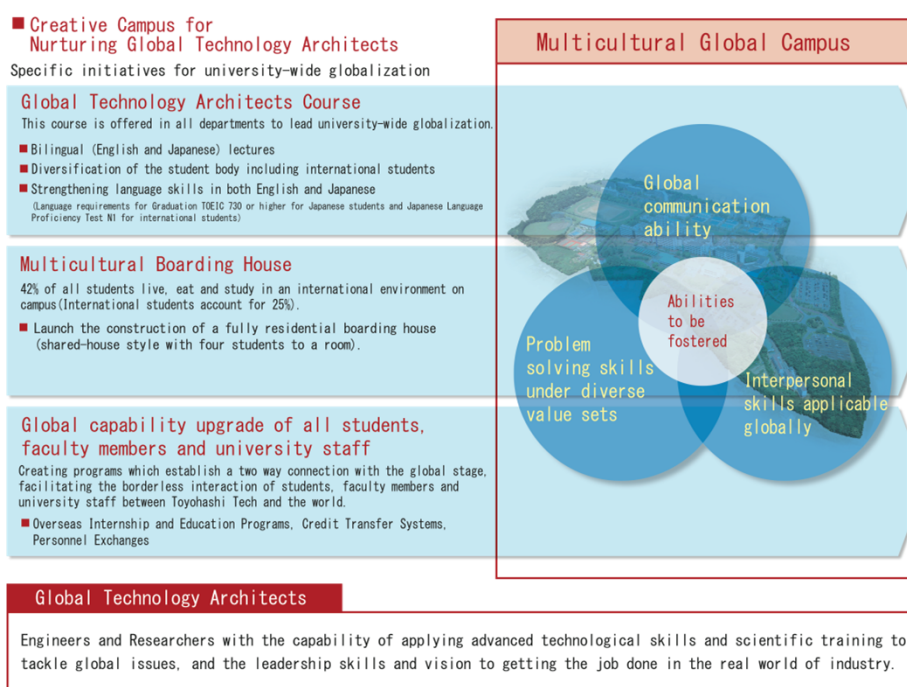 ■ Creative Campus for
Nurturing Global Technology Architects
Specific initiatives for university-wide globalization
Global Technology Architects Course
This course is offered in all departments to lead university-wide globalization.
■ Bilingual (English and Japanese) lectures
■ Diversification of the student body including international students
■ Strengthening language skills in both English and Japanese
(Language requirements for Graduation TOEIC 730 or higher for Japanese students and Japanese Language
Proficiency Test N1 for international students)
Multicultural Boarding House
42% of all students live, eat and study in an international environment on
campus(International students account for 25%).
■ Launch the construction of a fully residential boarding house
(shared-house style with four students to a room).
Global capability upgrade of all students,
faculty members and university staff
Creating programs which establish a two way connection with the global stage,
facilitating the borderless interaction of students, faculty members and
university staff between Toyohashi Tech and the world.
■ Overseas Internship and Education Programs, Credit Transfer Systems,
Personnel Exchanges
Multicultural Global Campus
Global
communication
ability
Abilities
to be
fostered
Problem
solving skills
under diverse
value sets
Interpersonal
skills applicable
globally
Global Technology Architects
Engineers and Researchers with the capability of applying advanced technological skills and scientific training to
tackle global issues, and the leadership skills and vision to getting the job done in the real world of industry.